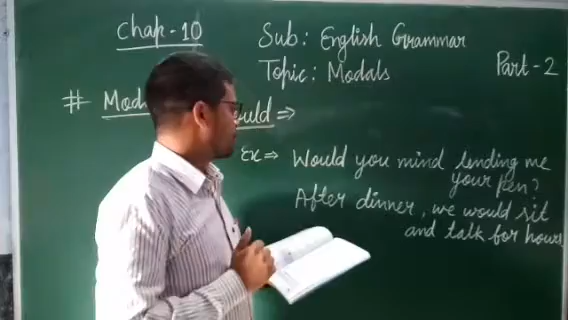 Chap-10
Sub: English Grammar
Topic: Modals
Part-2
# Mod ould ⇒
Ex ⇒ Would you mind lending me
your pen?
After dinner, we would sit
and talk for hours